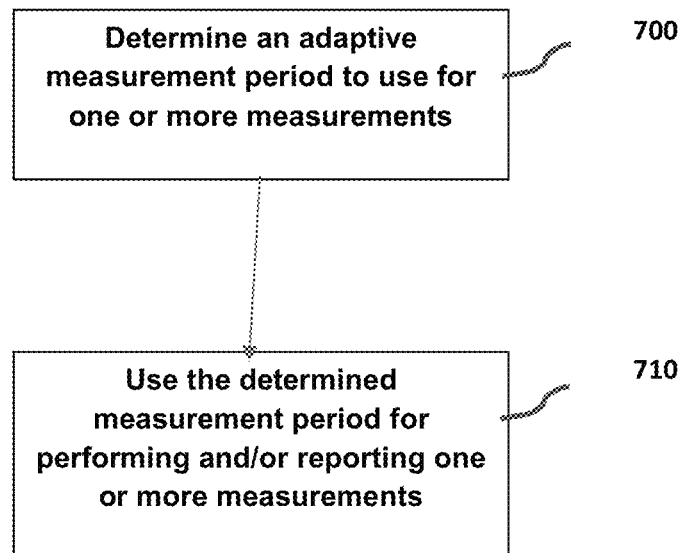 Determine an adaptive
measurement period to use for
one or more measurements
700
Use the determined
measurement period for
performing and/or reporting one
or more measurements
710